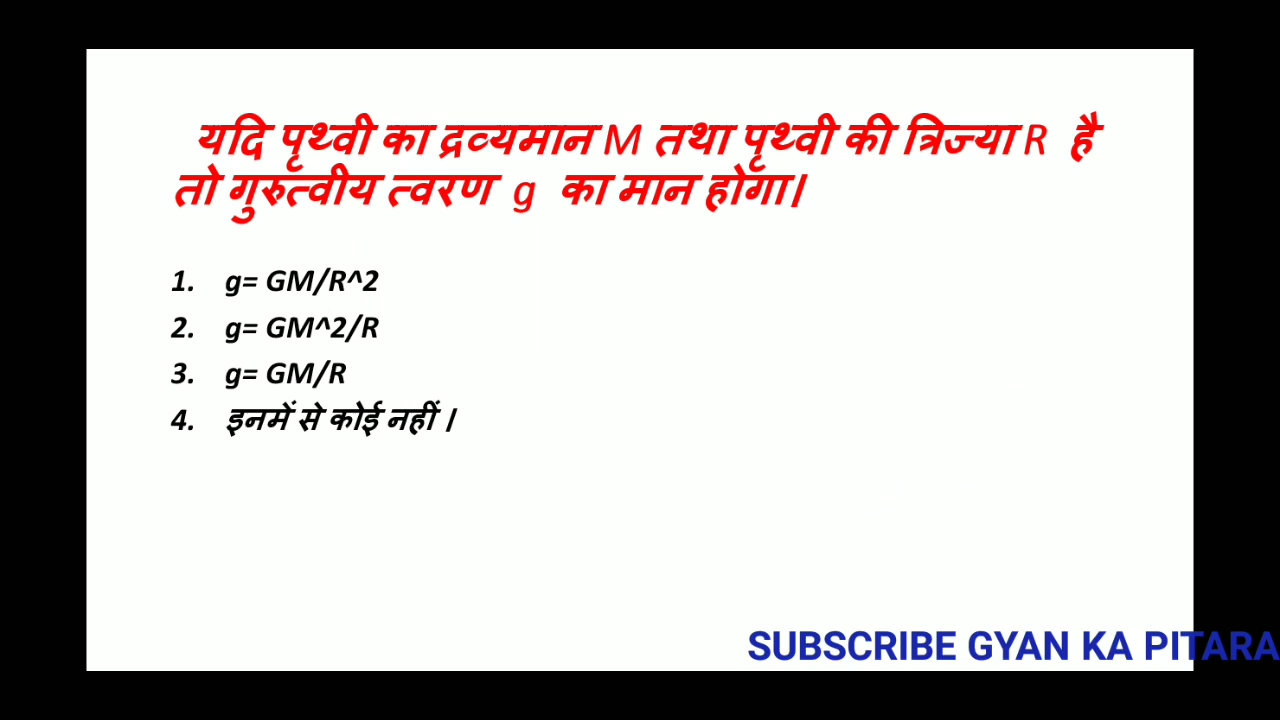 यदि पृथ्वी का द्रव्यमान M तथा पृथ्वी की त्रिज्या R है
तो गुरुत्वीय त्वरण g का मान होगा।
1. g= GM/R^2
2. g= GM^2/R
3. g= GM/R
4. इनमें से कोई नहीं ।
SUBSCRIBE GYAN KA PITARA